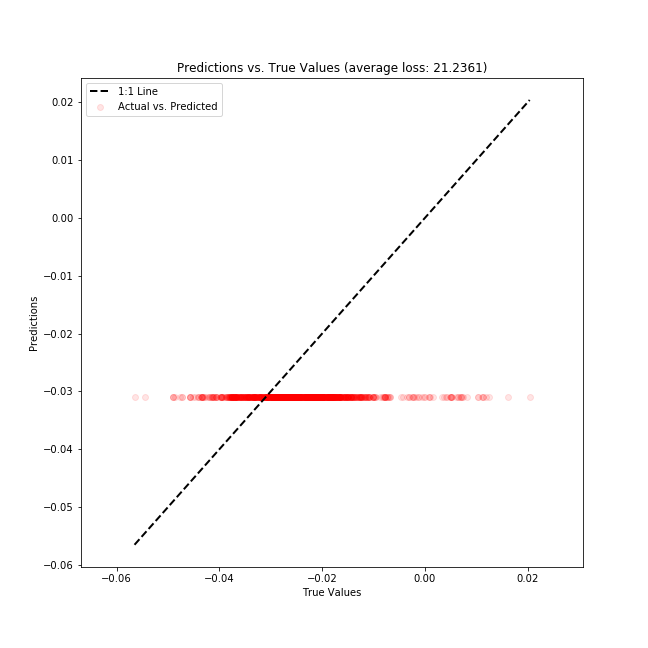 Predictions vs. True Values (average loss: 21.2361)
1:1 Line
Actual vs. Predicted
0.02
0.01
0.00
−0.01
−0.02
−0.03
−0.04
−0.05
−0.06
Predictions
−0.06 −0.04 −0.02 0.00 0.02
True Values